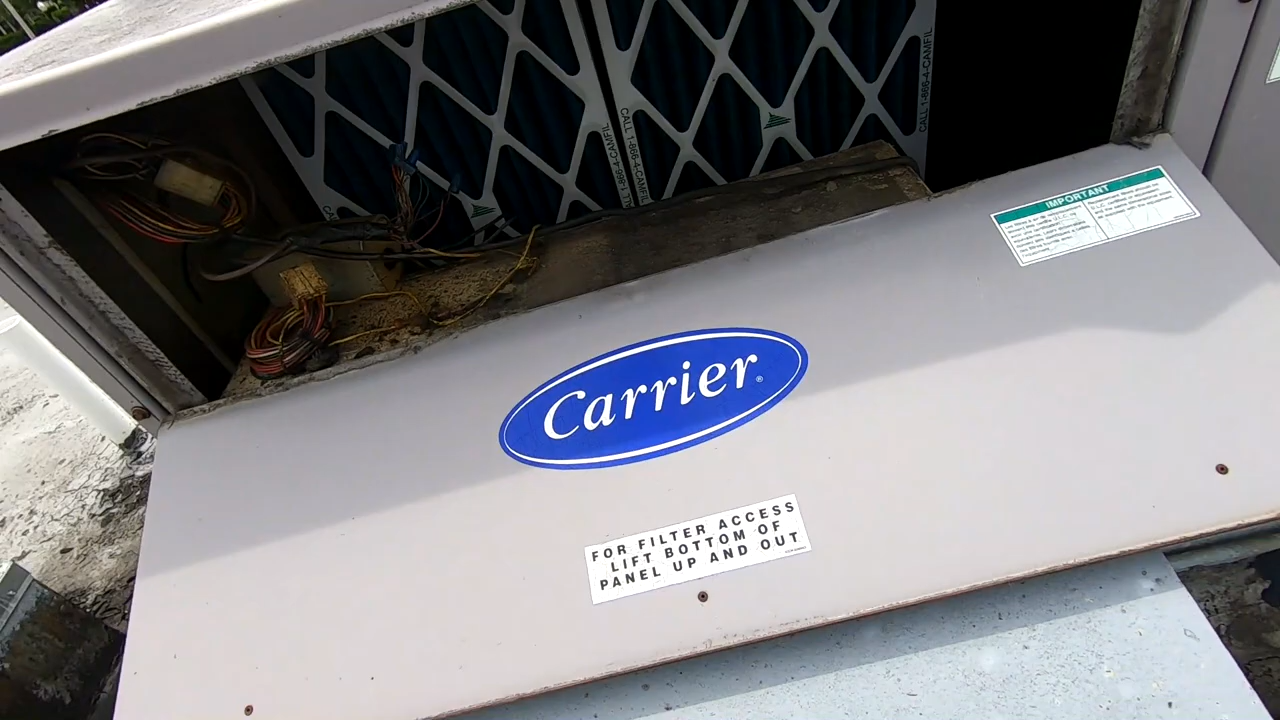 CALL 1-866-4-CAMFIL
CALL 1-866-4-CAMFIL
CALL 1-866-4-CAMFIL
IMPORTANT
Carrier®
FOR FILTER ACCESS
LIFT BOTTOM OF
PANEL UP AND OUT